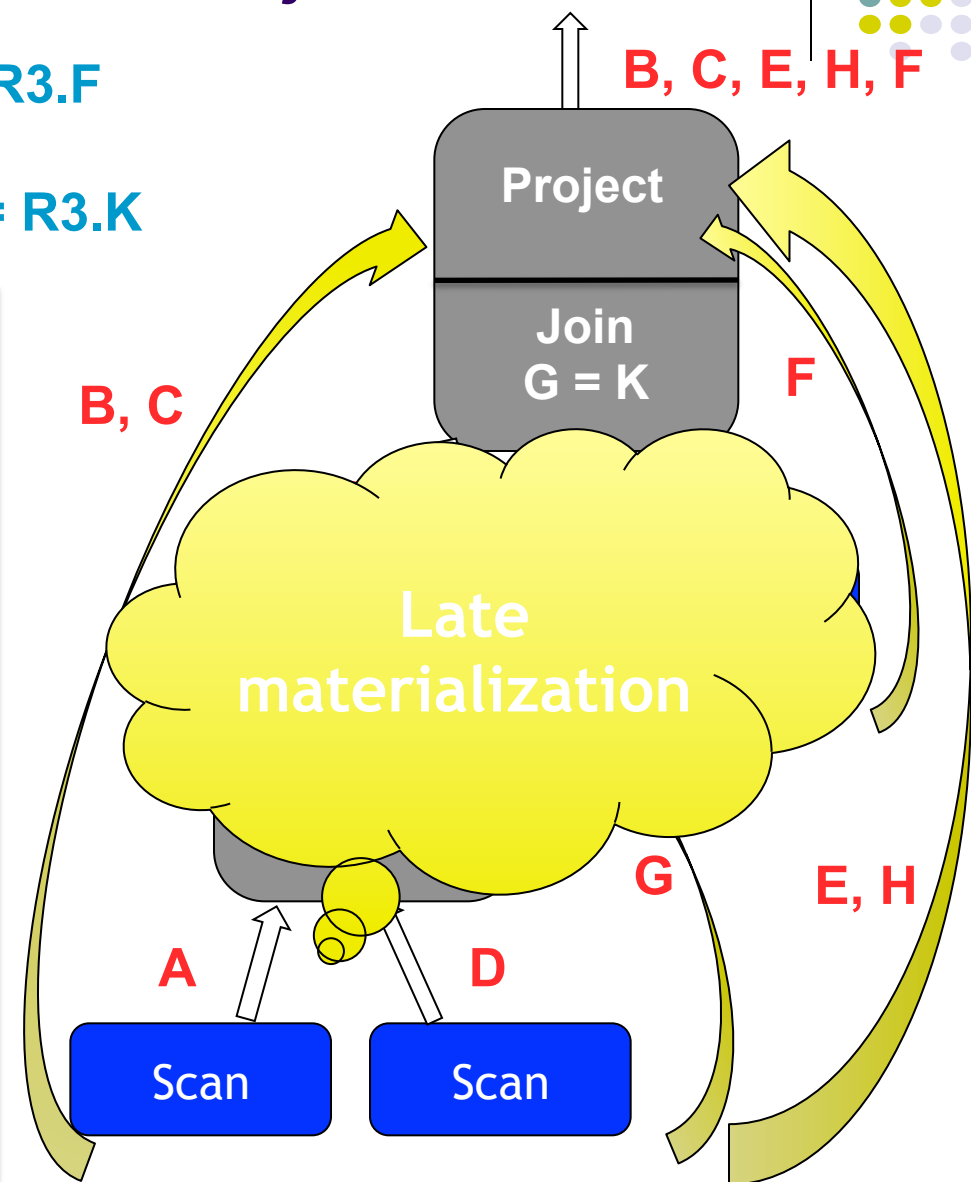 R3.F
B, C, E, H, F
= R3.K
Project
Join
G = K
B, C
F
Late
materialization
G
E, H
A
D
Scan
Scan